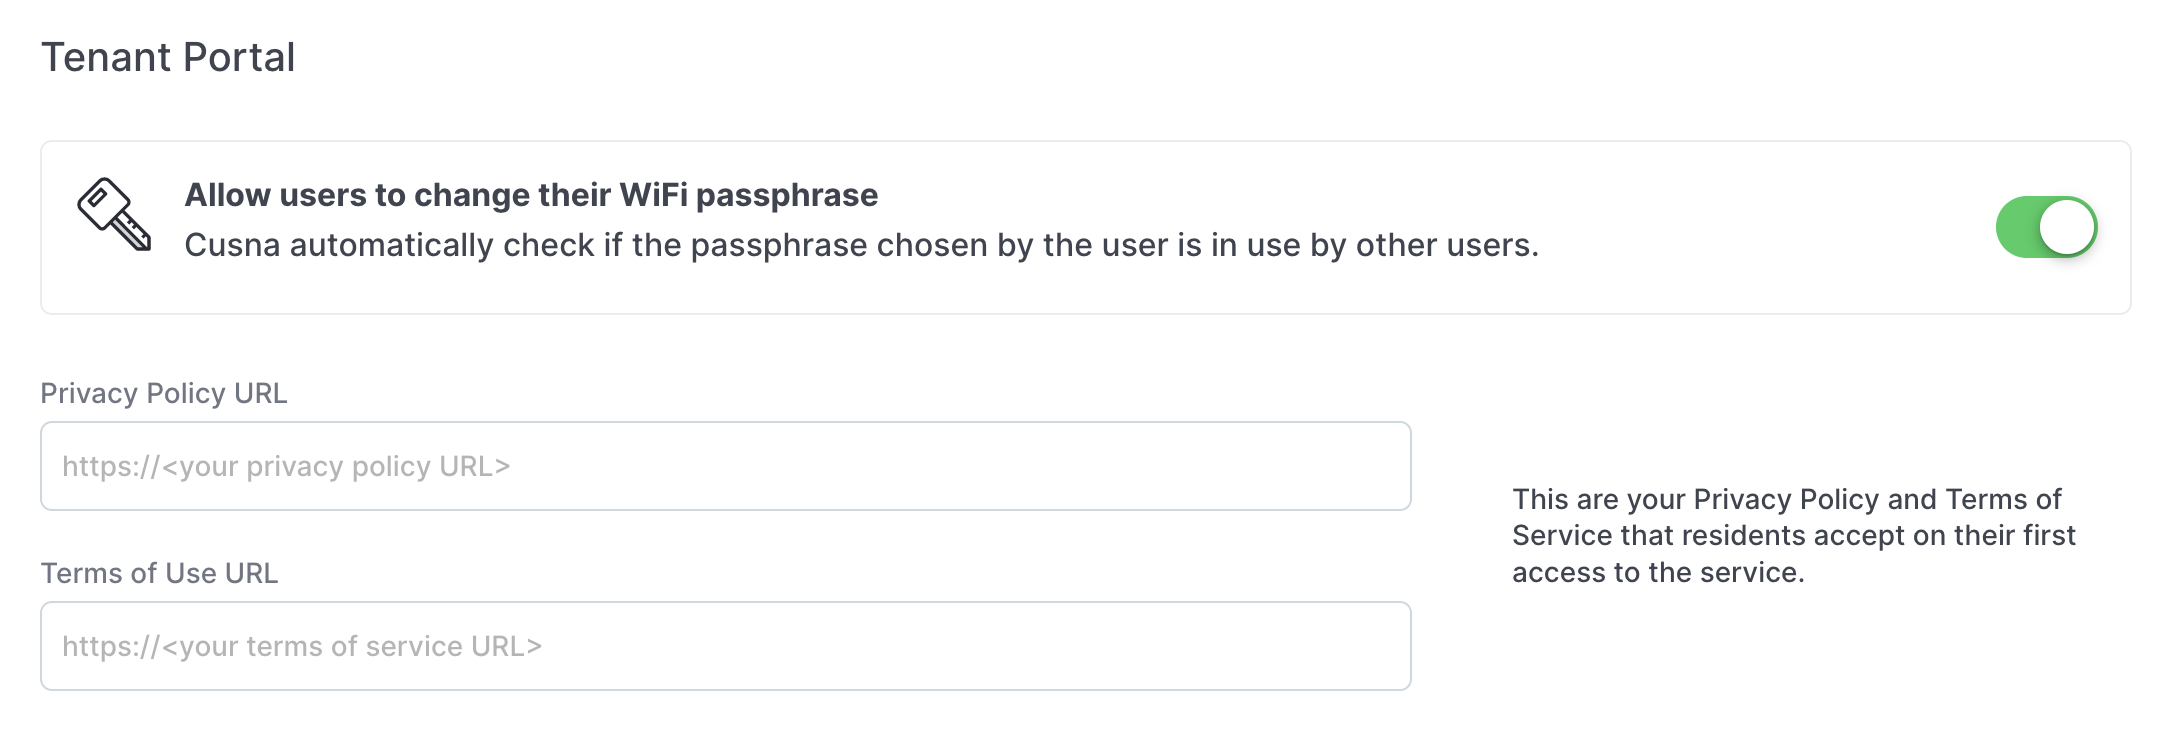 Tenant Portal
Allow users to change their WiFi passphrase
Cusna automatically check if the passphrase chosen by the user is in use by other users.
Privacy Policy URL
https://<your privacy policy URL>
Terms of Use URL
https://<your terms of service URL>
This are your Privacy Policy and Terms of
Service that residents accept on their first
access to the service.